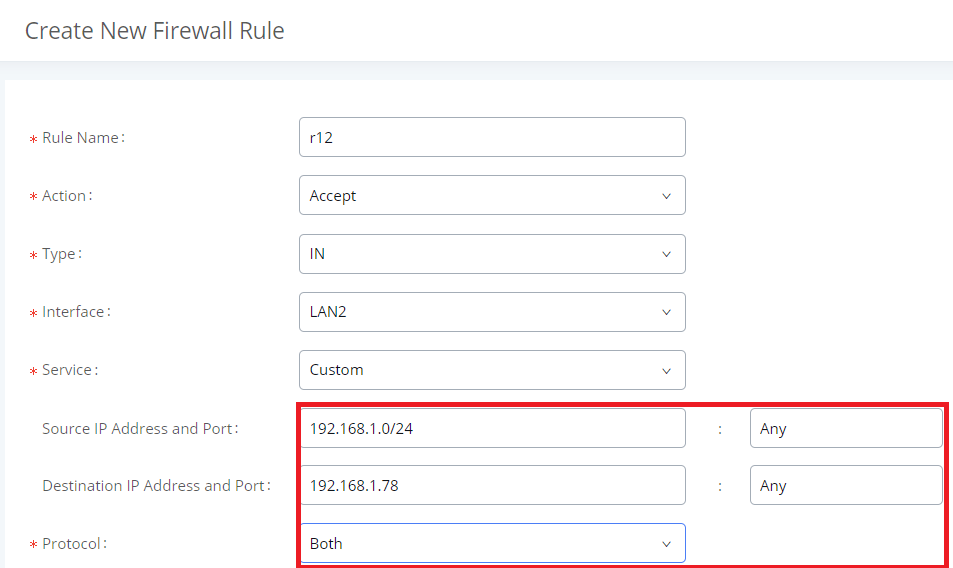 Create New Firewall Rule
* Rule Name: r12
* Action: Accept
* Type: IN
* Interface: LAN2
* Service: Custom
Source IP Address and Port: 192.168.1.0/24 : Any
Destination IP Address and Port: 192.168.1.78 : Any
* Protocol: Both